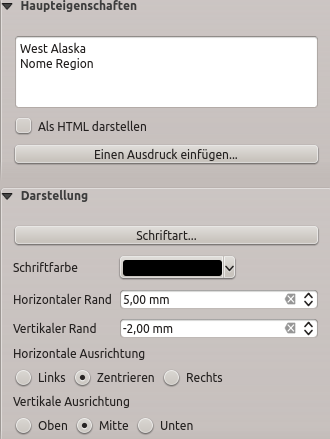 Haupteigenschaften
West Alaska
Nome Region
Als HTML darstellen
Einen Ausdruck einfügen...
Darstellung
Schriftart...
Schriftfarbe
Horizontaler Rand 5,00 mm
Vertikaler Rand -2,00 mm
Horizontale Ausrichtung
Links Zentrieren Rechts
Vertikale Ausrichtung
Oben Mitte Unten